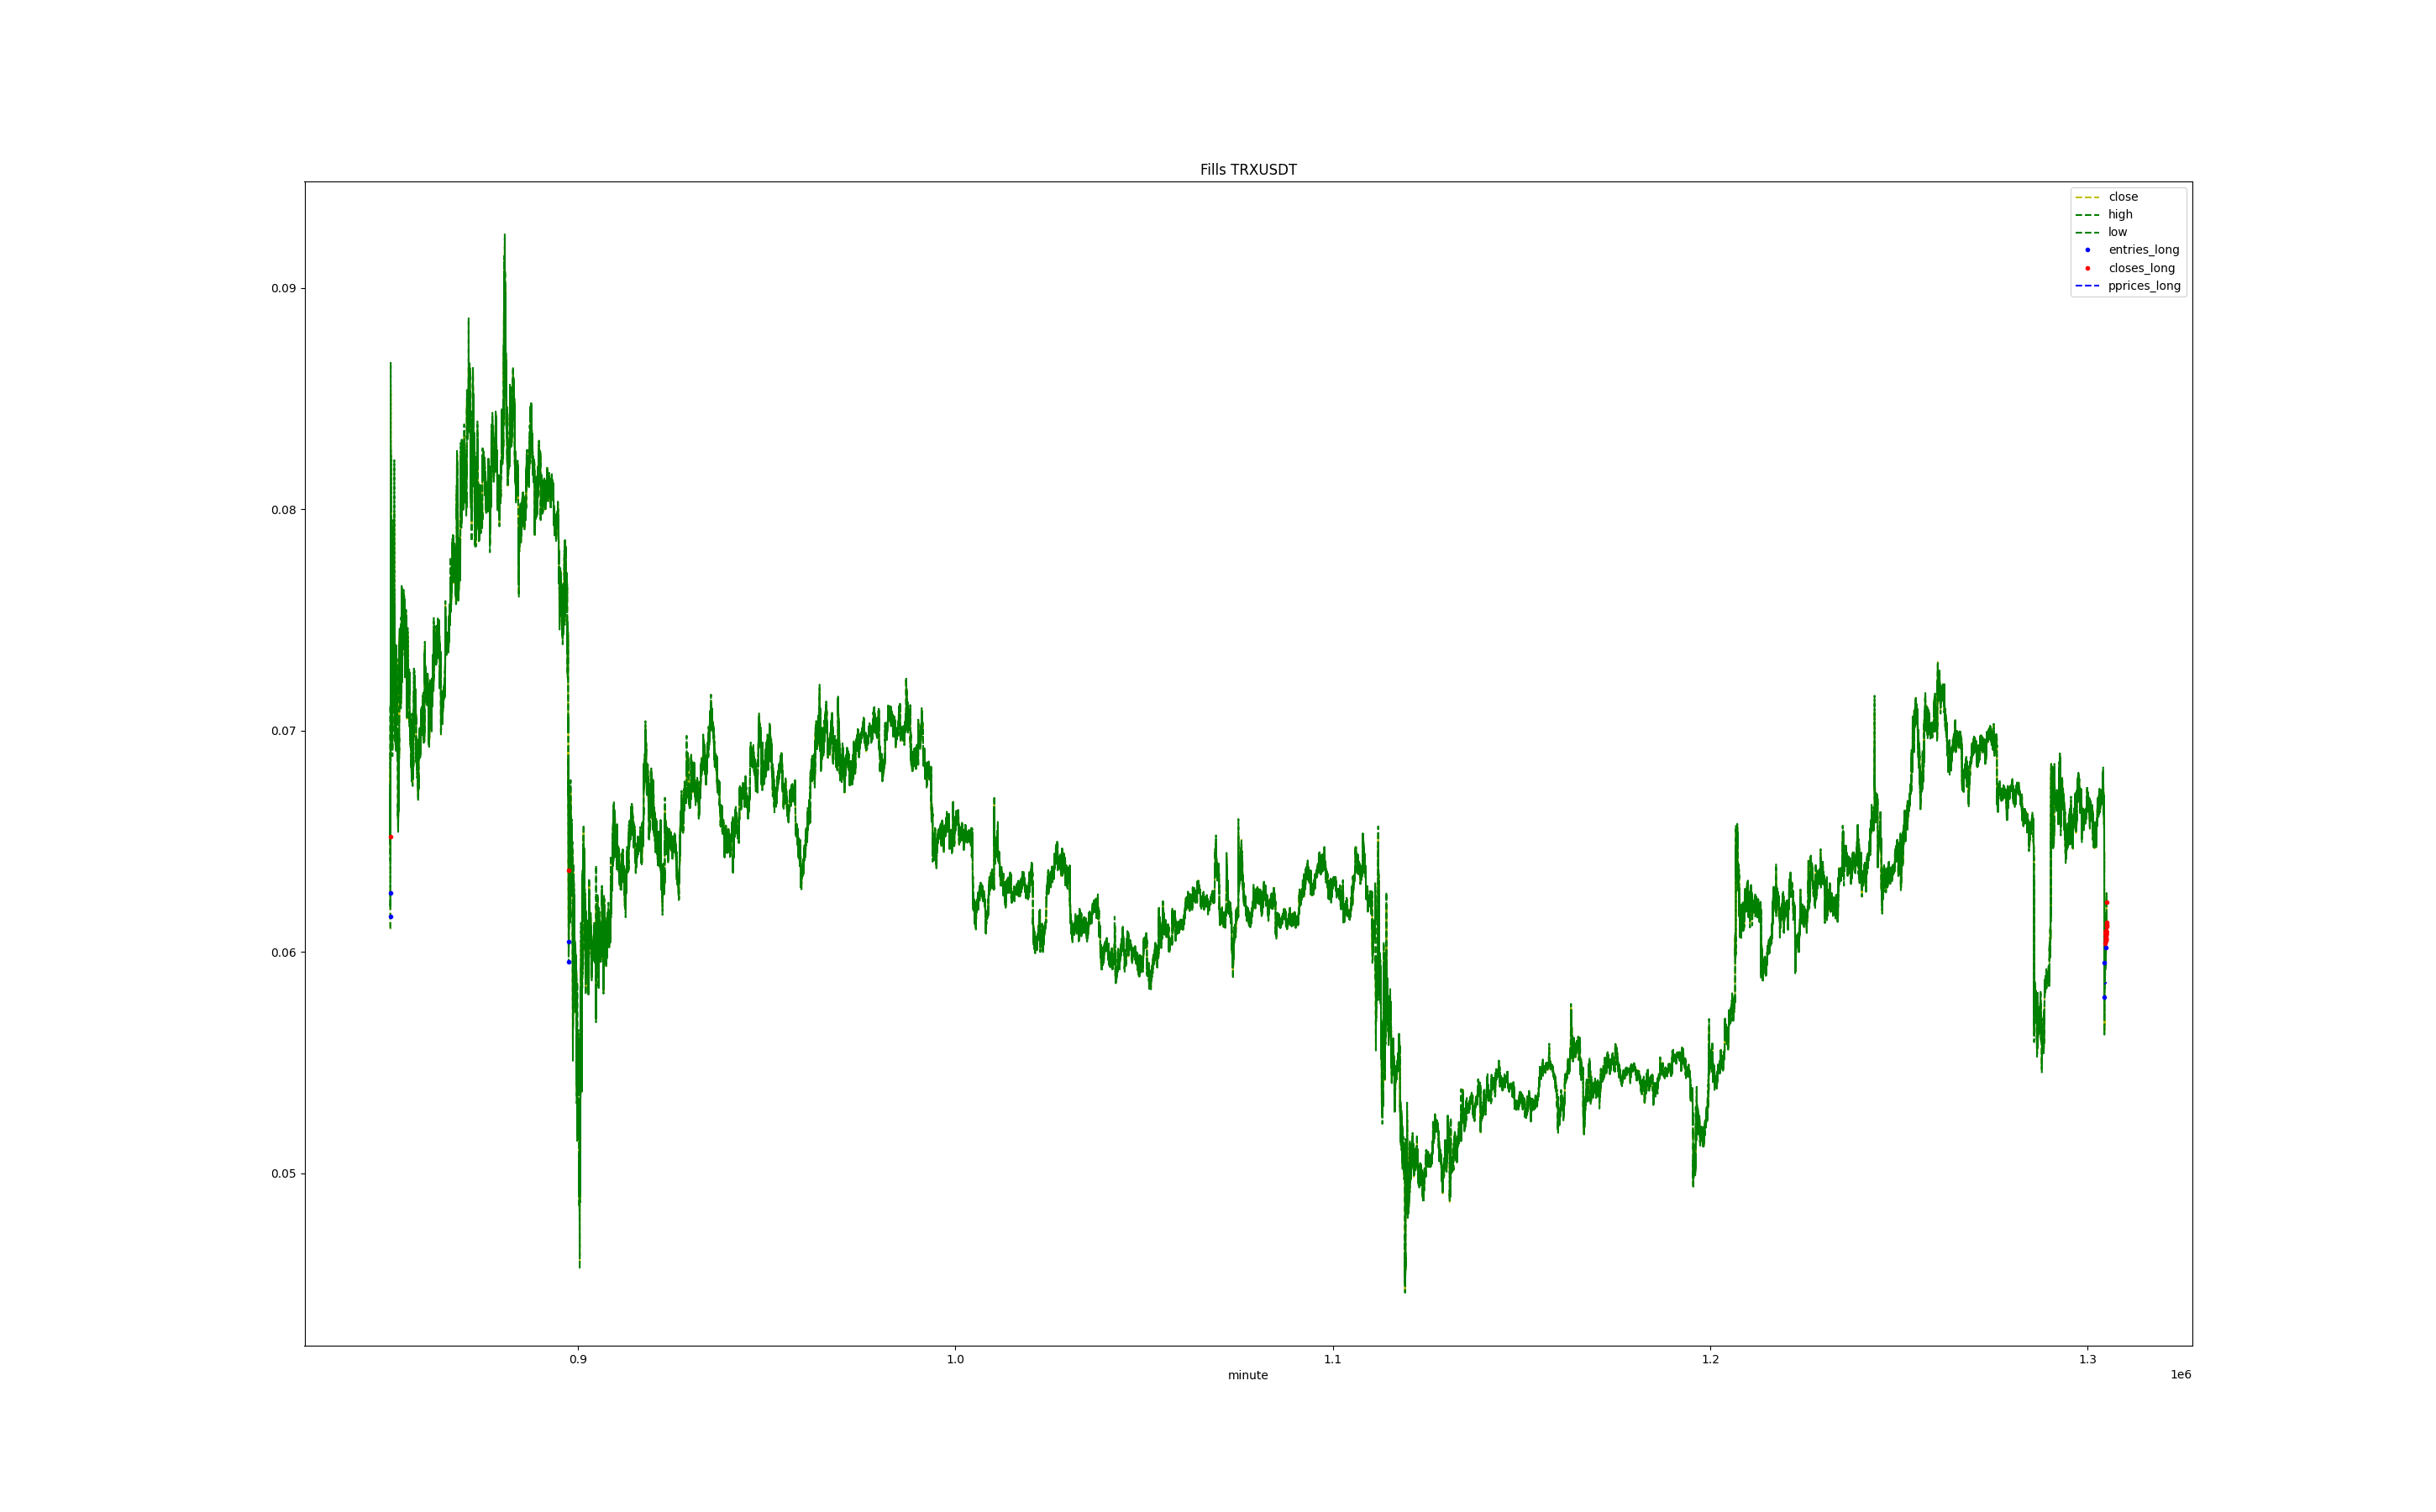 Fills TRXUSDT
close
high
low
entries_long
closes_long
pprices_long
0.09
0.08
0.07
0.06
0.05
0.9
1.0
1.1
1.2
1.3
minute
1e6